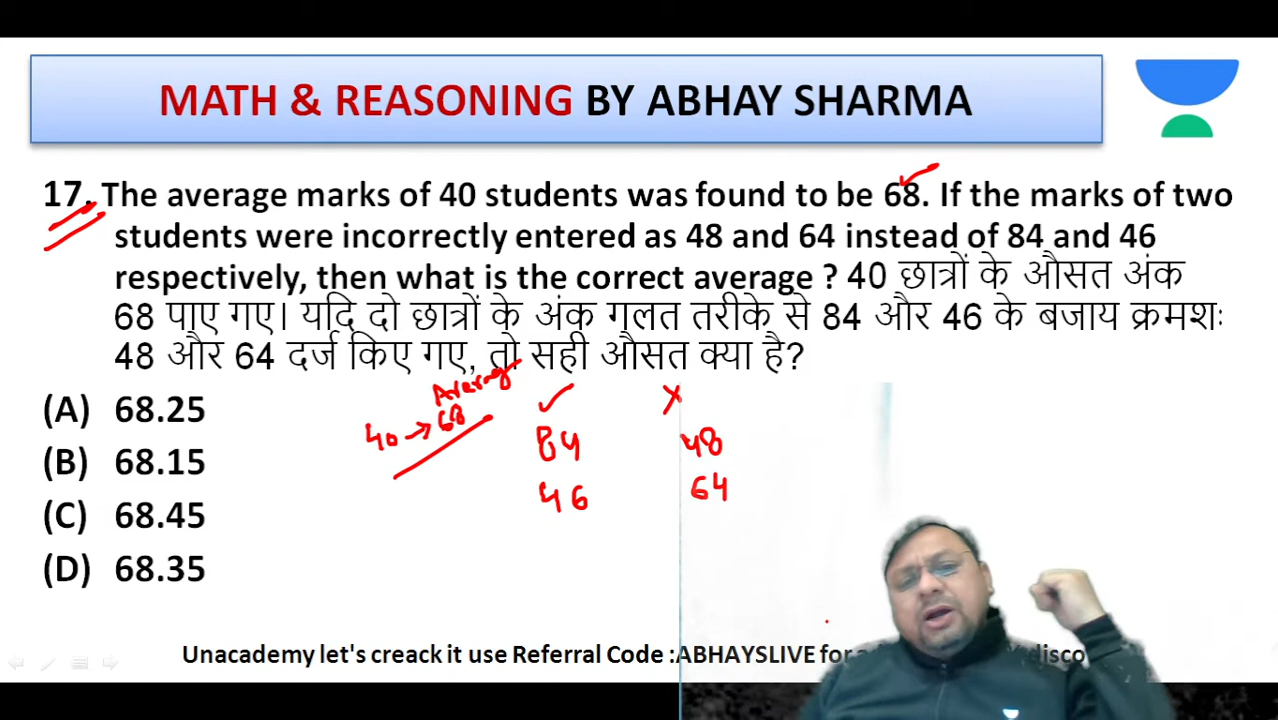 MATH & REASONING BY ABHAY SHARMA
17. The average marks of 40 students was found to be 68. If the marks of two
students were incorrectly entered as 48 and 64 instead of 84 and 46
respectively, then what is the correct average ? 40 छात्रों के औसत अंक
68 पाए गए। यदि दो छात्रों के अंक गलत तरीके से 84 और 46 के बजाय क्रमशः
48 और 64 दर्ज किए गए, तो सही औसत क्या है?
Average
40 → 68
84 48
46 64
(A) 68.25
(B) 68.15
(C) 68.45
(D) 68.35
Unacademy let's creack it use Referral Code :ABHAYSLIVE for a disco